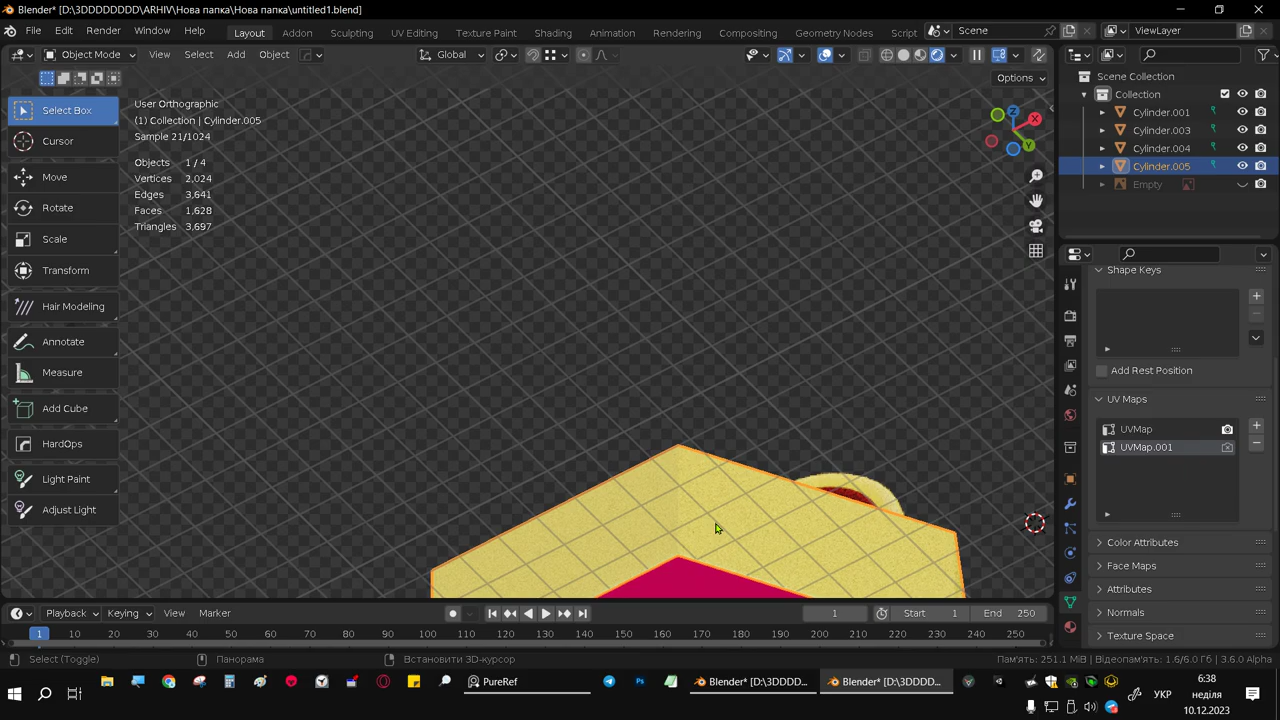 Blender* [D:\3DDDDDDDD\ARHIV\Нова папка\Нова папка\untitled1.blend]
File Edit Render Window Help Layout Addon Sculpting UV Editing Texture Paint Shading Animation Rendering Compositing Geometry Nodes Script Scene ViewLayer
Object Mode View Select Add Object Global
Options
Select Box
Cursor
Move
Rotate
Scale
Transform
Hair Modeling
Annotate
Measure
Add Cube
HardOps
Light Paint
Adjust Light
User Orthographic
(1) Collection | Cylinder.005
Sample 21/1024
Objects 1 / 4
Vertices 2,024
Edges 3,641
Faces 1,628
Triangles 3,697
X
Y
Z
Scene Collection
Collection
Cylinder.001
Cylinder.003
Cylinder.004
Cylinder.005
Empty
Shape Keys
Add Rest Position
UV Maps
UVMap
UVMap.001
Color Attributes
Face Maps
Attributes
Normals
Texture Space
Playback Keying View Marker 1 Start 1 End 250
1 10 20 30 40 50 60 70 80 90 100 110 120 130 140 150 160 170 180 190 200 210 220 230 240 250
Select (Toggle) Панорама Встановити 3D-курсор Пам'ять: 251.1 MiB | Відеопам'ять: 1.6/6.0 Гб | 3.6.0 Alpha
PureRef Blender* [D:\3DDDD... Blender* [D:\3DDDD... УКР
6:38
неділя
10.12.2023